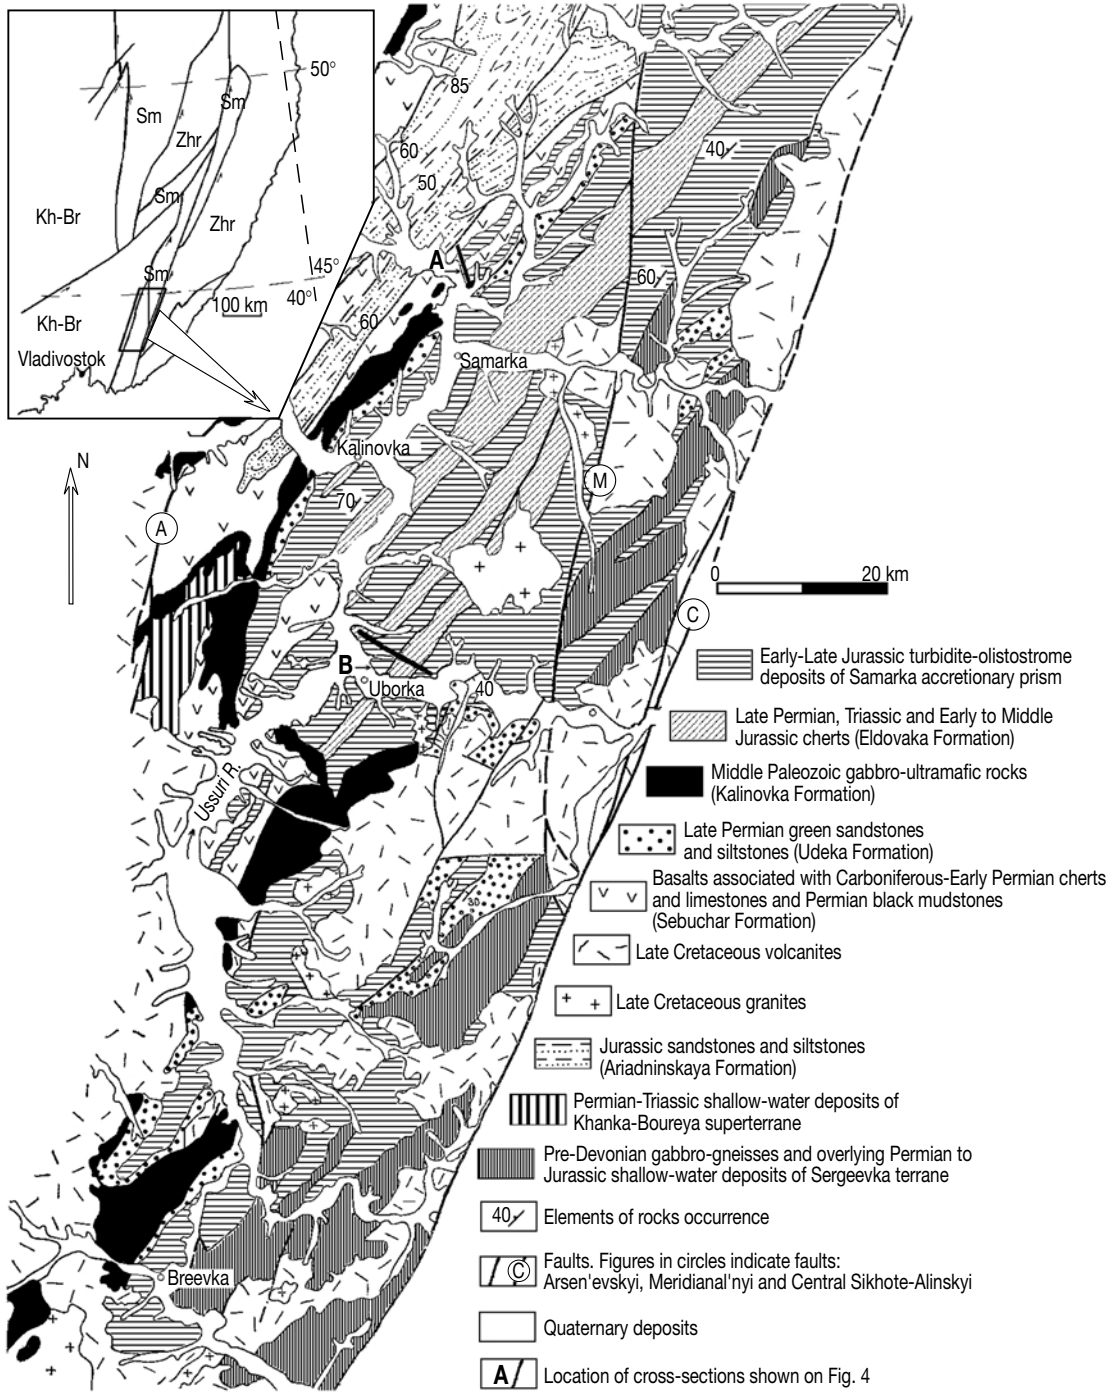 50°
Sm
Sm
Zhr
Sm
Kh-Br
Zhr
45°
Sm
40°
100 km
Kh-Br
Vladivostok
85
60
50
40
A
60
60
Samarka
N
Kalinovka
M
70
A
0
20 km
C
B
Uborka
40
Ussuri R.
30
Breevka
Early-Late Jurassic turbidite-olistostrome
deposits of Samarka accretionary prism
Late Permian, Triassic and Early to Middle
Jurassic cherts (Eldovaka Formation)
Middle Paleozoic gabbro-ultramafic rocks
(Kalinovka Formation)
Late Permian green sandstones
and siltstones (Udeka Formation)
Basalts associated with Carboniferous-Early Permian cherts
and limestones and Permian black mudstones
(Sebuchar Formation)
Late Cretaceous volcanites
Late Cretaceous granites
Jurassic sandstones and siltstones
(Ariadninskaya Formation)
Permian-Triassic shallow-water deposits of
Khanka-Boureya superterrane
Pre-Devonian gabbro-gneisses and overlying Permian to
Jurassic shallow-water deposits of Sergeevka terrane
40 Elements of rocks occurrence
C Faults. Figures in circles indicate faults:
Arsen'evskyi, Meridianal'nyi and Central Sikhote-Alinskyi
Quaternary deposits
A Location of cross-sections shown on Fig. 4